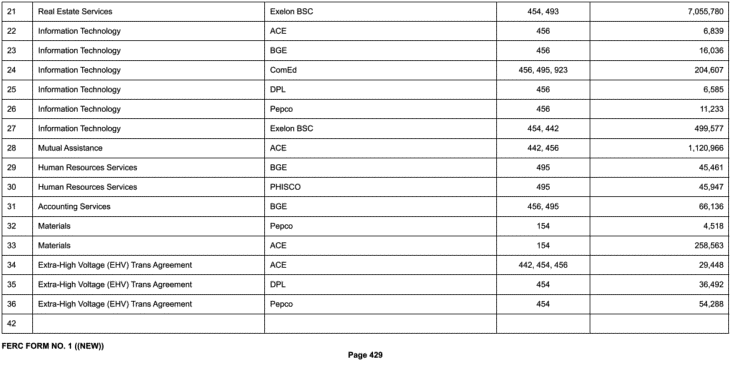 21 Real Estate Services Exelon BSC 454, 493 7,055,780
22 Information Technology ACE 456 6,839
23 Information Technology BGE 456 16,036
24 Information Technology ComEd 456, 495, 923 204,607
25 Information Technology DPL 456 6,585
26 Information Technology Pepco 456 11,233
27 Information Technology Exelon BSC 454, 442 499,577
28 Mutual Assistance ACE 442, 456 1,120,966
29 Human Resources Services BGE 495 45,461
30 Human Resources Services PHISCO 495 45,947
31 Accounting Services BGE 456, 495 66,136
32 Materials Pepco 154 4,518
33 Materials ACE 154 258,563
34 Extra-High Voltage (EHV) Trans Agreement ACE 442, 454, 456 29,448
35 Extra-High Voltage (EHV) Trans Agreement DPL 454 36,492
36 Extra-High Voltage (EHV) Trans Agreement Pepco 454 54,288
42
FERC FORM NO. 1 ((NEW))
Page 429